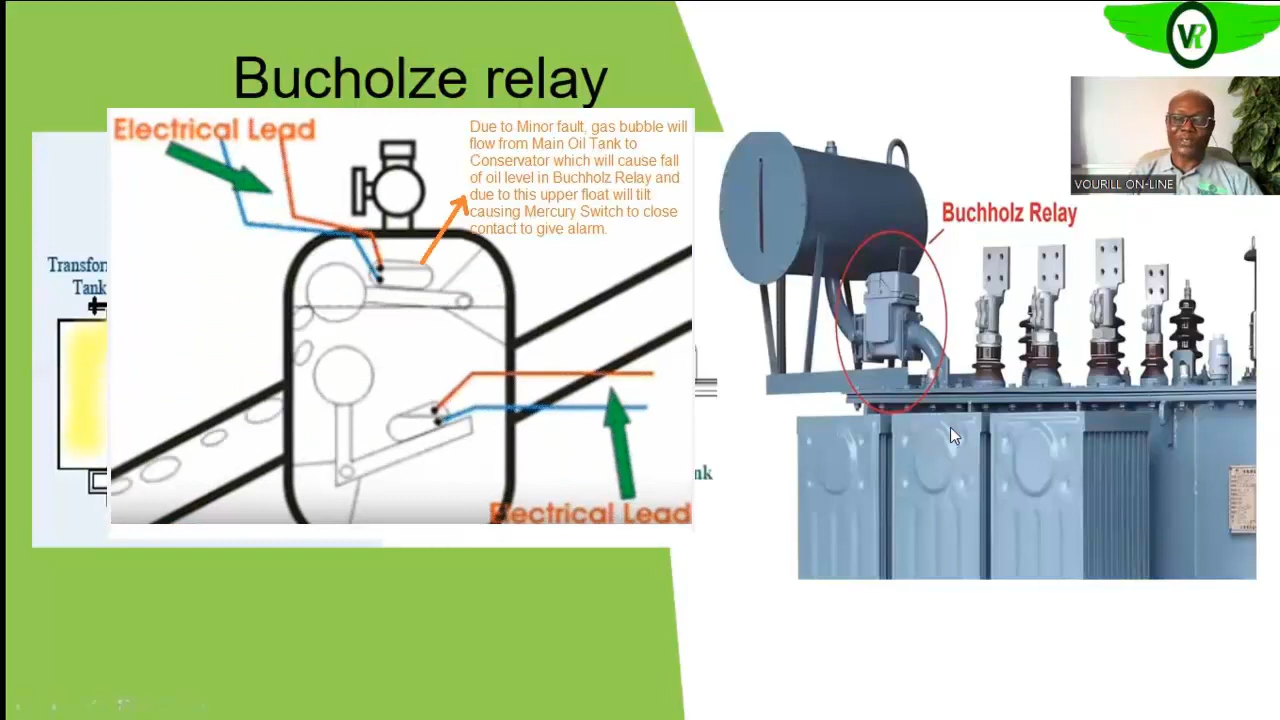 Bucholze relay
Electrical Lead
Due to Minor fault, gas bubble will
flow from Main Oil Tank to
Conservator which will cause fall
of oil level in Buchholz Relay and
due to this upper float will tilt
causing Mercury Switch to close
contact to give alarm.
Transfor
Tank
nk
Electrical Lead
Buchholz Relay
VR
VOURILL ON-LINE